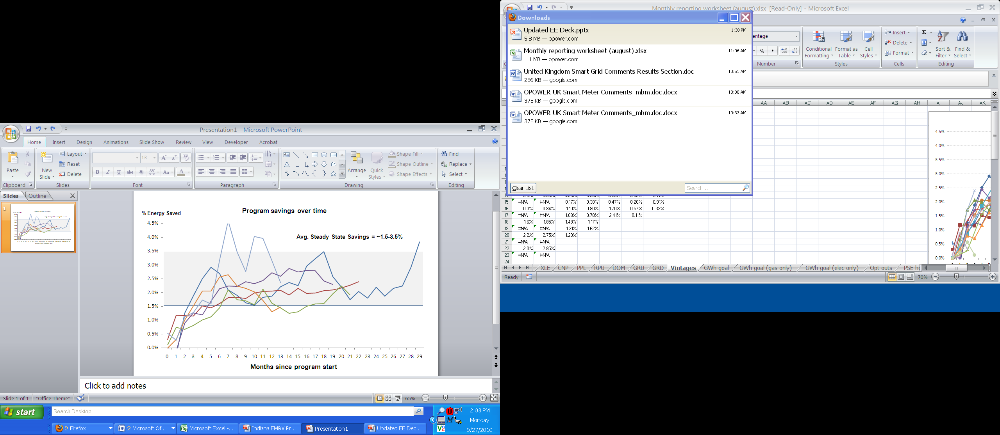 Presentation1 - Microsoft PowerPoint
Home Insert Design Animations Slide Show Review View Developer Acrobat
Paste
Clipboard
New Slide
Layout
Reset
Delete
Slides
13
B I U abc S AV Aa A
Font
Paragraph
Arrange
Quick Styles
Shape Fill
Shape Outline
Shape Effects
Drawing
Find
Replace
Select
Editing
Slides Outline
1
Program savings over time
% Energy Saved
Avg. Steady State Savings = ~1.5-3.5%
4.5%
4.0%
3.5%
3.0%
2.5%
2.0%
1.5%
1.0%
0.5%
0.0%
0 1 2 3 4 5 6 7 8 9 10 11 12 13 14 15 16 17 18 19 20 21 22 23 24 25 26 27 28 29
Months since program start
Click to add notes
Slide 1 of 1 "Office Theme" 65%
start
Search Desktop
2 Firefox
2 Microsoft Of...
Microsoft Excel -...
Indiana EM&V Pr...
Presentation1
Updated EE Dec...
2:03 PM
Monday
9/27/2010
Monthly reporting worksheet (august).xlsx [Read-Only] - Microsoft Excel
Downloads
Updated EE Deck.pptx 1:30 PM
5.8 MB — opower.com
Monthly reporting worksheet (august).xlsx 11:06 AM
1.1 MB — opower.com
United Kingdom Smart Grid Comments Results Section.doc 10:51 AM
256 KB — google.com
OPOWER UK Smart Meter Comments_mbm.doc.docx 10:38 AM
375 KB — google.com
OPOWER UK Smart Meter Comments_mbm.doc.docx 10:33 AM
375 KB — google.com
Clear List
Search...
entage
% ,
Number
Conditional Formatting
Format as Table
Cell Styles
Styles
Insert
Delete
Format
Cells
Sort & Filter
Find & Select
Editing
AA AB AC AD AE AF AG AH AI AJ AK
15 #N/A #N/A 0.17% 0.30% 0.47% 0.20% 0.91%
16 0.3% 0.84% 1.10% 0.80% 1.70% 0.57% 0.32%
17 #N/A #N/A 1.08% 0.70% 2.41% 0.11%
18 1.6% 1.85% 1.48% 1.17%
19 #N/A #N/A 1.31% 1.62%
20 2.2% 2.75% 1.20%
21 #N/A #N/A
22 2.0% 2.85%
23 #N/A #N/A
24
4.5%
4.0%
3.5%
3.0%
2.5%
2.0%
1.5%
1.0%
0.5%
0.0%
XLE CNP PPL RPU DOM GRU GRD Vintages GWh goal GWh goal (gas only) GWh goal (elec only) Opt outs PSE h
Ready 70%